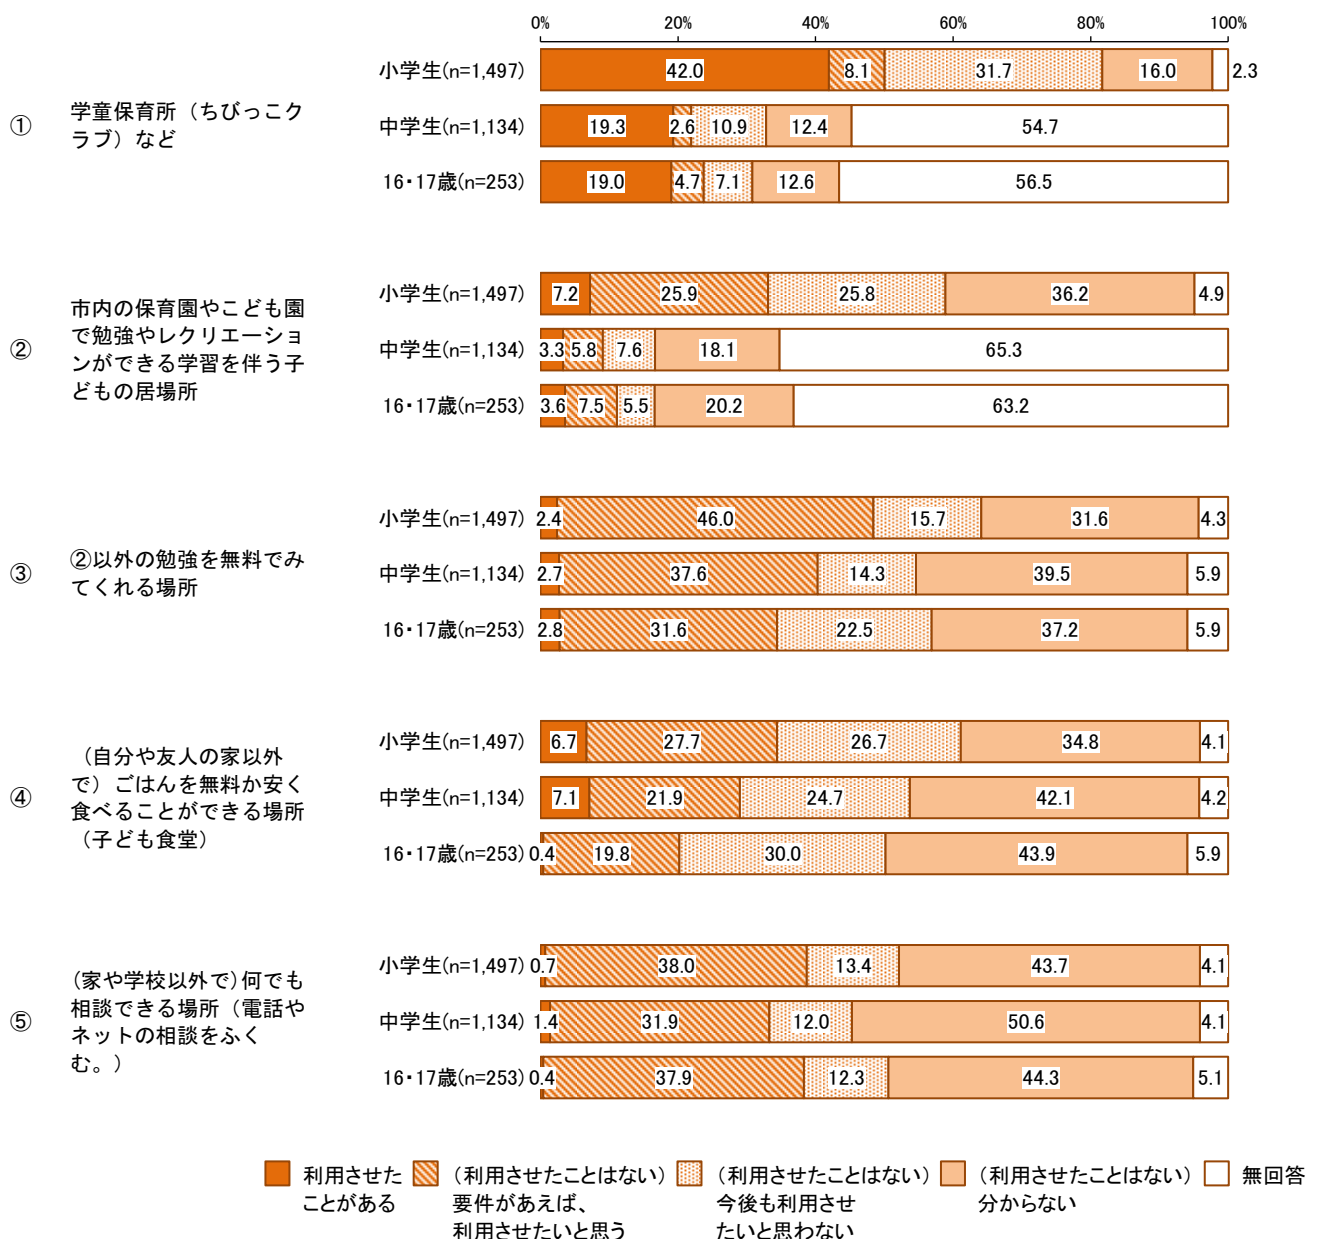 0% 20% 40% 60% 80% 100%
①
学童保育所（ちびっこク
ラブ）など
小学生(n=1,497) 42.0 8.1 31.7 16.0 2.3
中学生(n=1,134) 19.3 2.6 10.9 12.4 54.7
16・17歳(n=253) 19.0 4.7 7.1 12.6 56.5
②
市内の保育園やこども園
で勉強やレクリエーショ
ンができる学習を伴う子
どもの居場所
小学生(n=1,497) 7.2 25.9 25.8 36.2 4.9
中学生(n=1,134) 3.3 5.8 7.6 18.1 65.3
16・17歳(n=253) 3.6 7.5 5.5 20.2 63.2
③
②以外の勉強を無料でみ
てくれる場所
小学生(n=1,497) 2.4 46.0 15.7 31.6 4.3
中学生(n=1,134) 2.7 37.6 14.3 39.5 5.9
16・17歳(n=253) 2.8 31.6 22.5 37.2 5.9
④
（自分や友人の家以外
で）ごはんを無料か安く
食べることができる場所
（子ども食堂）
小学生(n=1,497) 6.7 27.7 26.7 34.8 4.1
中学生(n=1,134) 7.1 21.9 24.7 42.1 4.2
16・17歳(n=253) 0.4 19.8 30.0 43.9 5.9
⑤
(家や学校以外で)何でも
相談できる場所（電話や
ネットの相談をふく
む。）
小学生(n=1,497) 0.7 38.0 13.4 43.7 4.1
中学生(n=1,134) 1.4 31.9 12.0 50.6 4.1
16・17歳(n=253) 0.4 37.9 12.3 44.3 5.1
利用させた
ことがある
（利用させたことはない）
要件があえば、
利用させたいと思う
（利用させたことはない）
今後も利用させ
たいと思わない
（利用させたことはない）
分からない
無回答